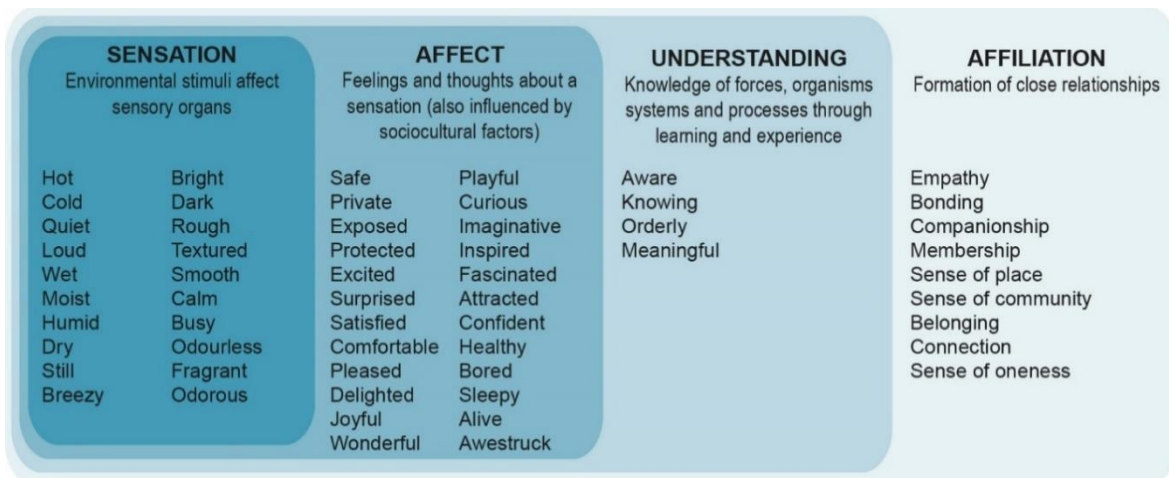 SENSATION
Environmental stimuli affect
sensory organs
Hot Bright
Cold Dark
Quiet Rough
Loud Textured
Wet Smooth
Moist Calm
Humid Busy
Dry Odourless
Still Fragrant
Breezy Odorous
AFFECT
Feelings and thoughts about a
sensation (also influenced by
sociocultural factors)
Safe Playful
Private Curious
Exposed Imaginative
Protected Inspired
Excited Fascinated
Surprised Attracted
Satisfied Confident
Comfortable Healthy
Pleased Bored
Delighted Sleepy
Joyful Alive
Wonderful Awestruck
UNDERSTANDING
Knowledge of forces, organisms
systems and processes through
learning and experience
Aware
Knowing
Orderly
Meaningful
AFFILIATION
Formation of close relationships
Empathy
Bonding
Companionship
Membership
Sense of place
Sense of community
Belonging
Connection
Sense of oneness